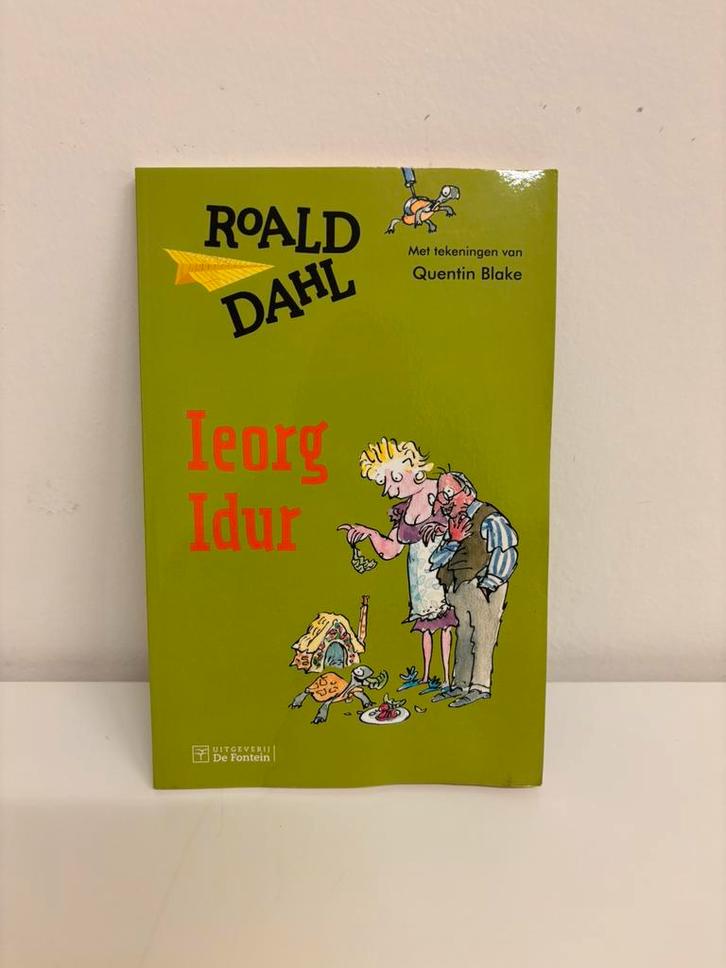 ROALD
DAHL
Met tekeningen van
Quentin Blake
Ieorg
Idur
UITGEVERIJ
De Fontein